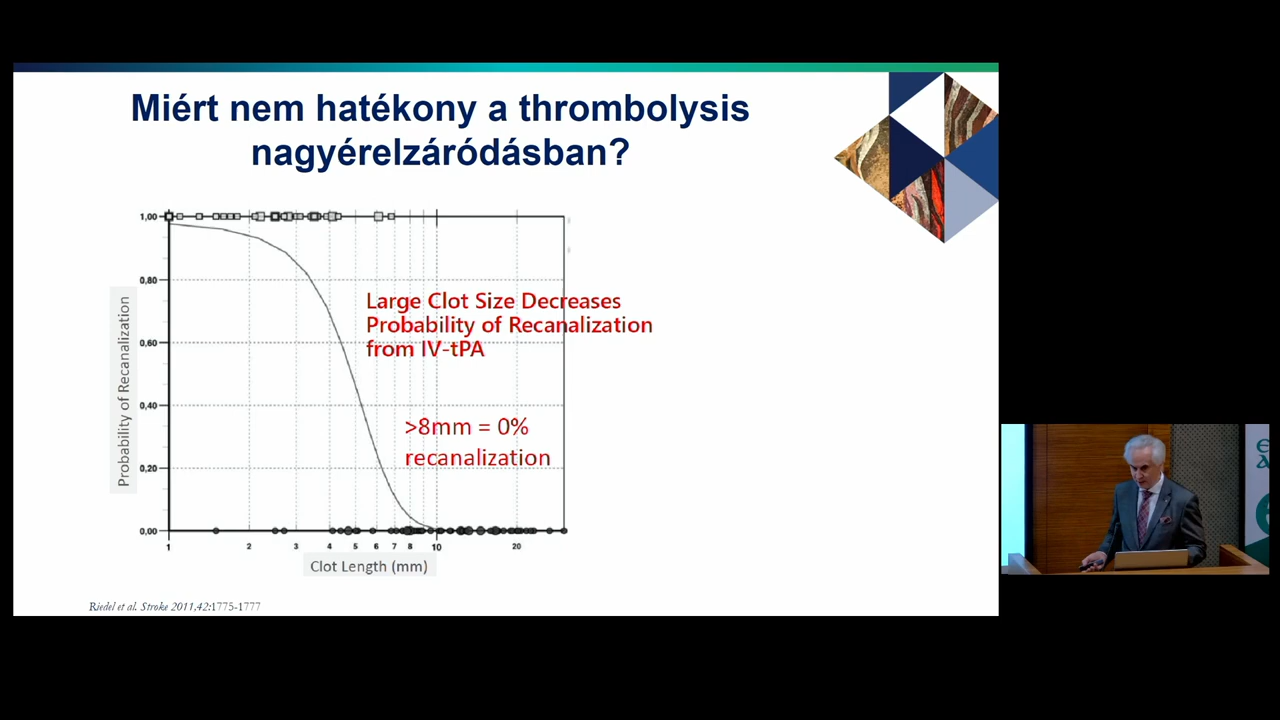 Miért nem hatékony a thrombolysis
nagyérelzáródásban?
1,00
0,80
0,60
0,40
0,20
0,00
Probability of Recanalization
Large Clot Size Decreases
Probability of Recanalization
from IV-tPA
>8mm = 0%
recanalization
1 2 3 4 5 6 7 8 10 20
Clot Length (mm)
Riedel et al. Stroke 2011,42:1775-1777